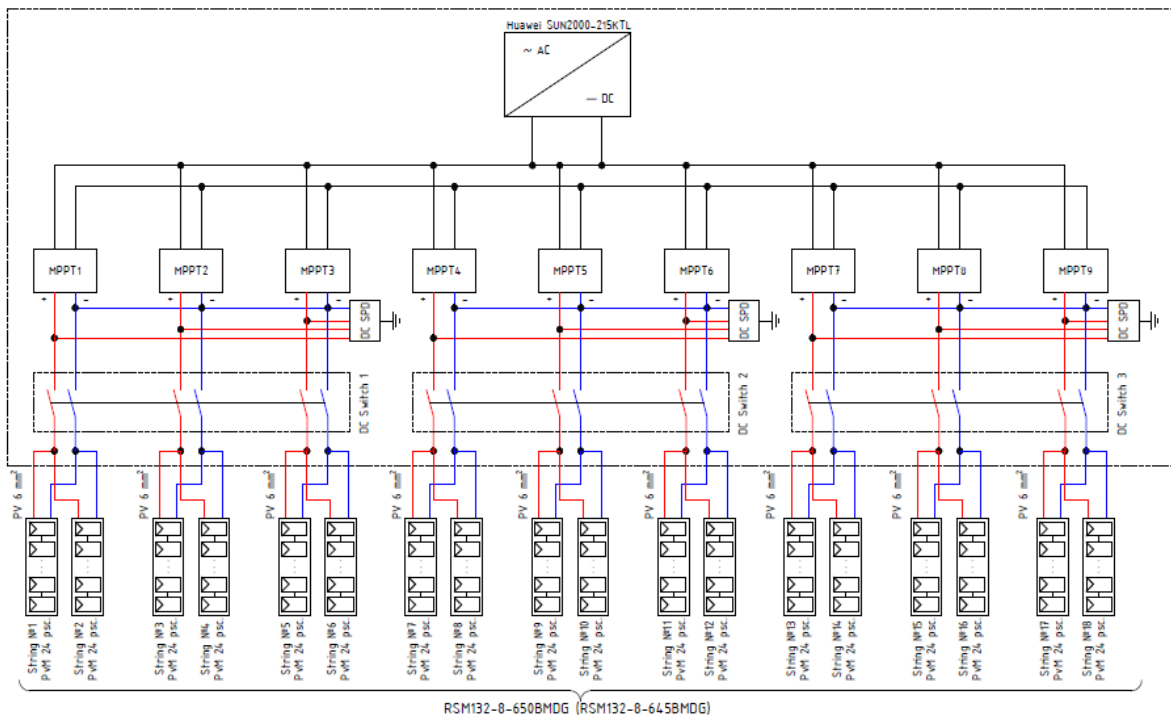 Huawei SUN2000-215KTL
~ AC
— DC
MPPT1
MPPT2
MPPT3
MPPT4
MPPT5
MPPT6
MPPT7
MPPT8
MPPT9
+ -
+ -
+ -
+ -
+ -
+ -
+ -
+ -
+ -
DC SPD
DC SPD
DC SPD
DC Switch 1
DC Switch 2
DC Switch 3
PV 6 mm²
PV 6 mm²
PV 6 mm²
PV 6 mm²
PV 6 mm²
PV 6 mm²
PV 6 mm²
PV 6 mm²
PV 6 mm²
String №1
PvM 24 psc.
String №2
PvM 24 psc.
String №3
PvM 24 psc.
String №4
PvM 24 psc.
String №5
PvM 24 psc.
String №6
PvM 24 psc.
String №7
PvM 24 psc.
String №8
PvM 24 psc.
String №9
PvM 24 psc.
String №10
PvM 24 psc.
String №11
PvM 24 psc.
String №12
PvM 24 psc.
String №13
PvM 24 psc.
String №14
PvM 24 psc.
String №15
PvM 24 psc.
String №16
PvM 24 psc.
String №17
PvM 24 psc.
String №18
PvM 24 psc.
RSM132-8-650BMDG (RSM132-8-645BMDG)